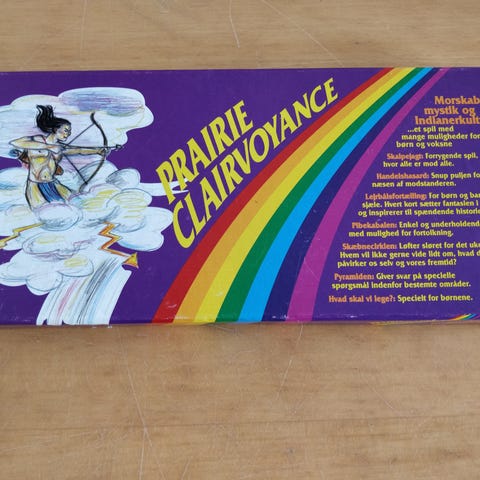 PRAIRIE
CLAIRVOYANCE
Morskab
mystik og
Indianerkult
...et spil med
mange muligheder for
børn og voksne
Skalpejagt: Forrygende spil,
hvor alle er mod alle.
Handelshasard: Snup puljen fo
næsen af modstanderen.
Lejrbålsfortælling: For børn og bar
sjæle. Hvert kort sætter fantasien i
og inspirerer til spændende historie
Pibekabalen: Enkel og underholdend
med mulighed for fortolkning.
Skæbnecirklen: Løfter sløret for det uke
Hvem vil ikke gerne vide lidt om, hvad d
påvirker os selv og vores fremtid?
Pyramiden: Giver svar på specielle
spørgsmål indenfor bestemte områder.
Hvad skal vi lege?: Specielt for børnene.